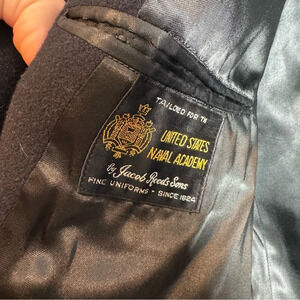 TAILORED FOR THE
UNITED STATES
NAVAL ACADEMY
by Jacob Reed's Sons
FINE UNIFORMS • SINCE 1824